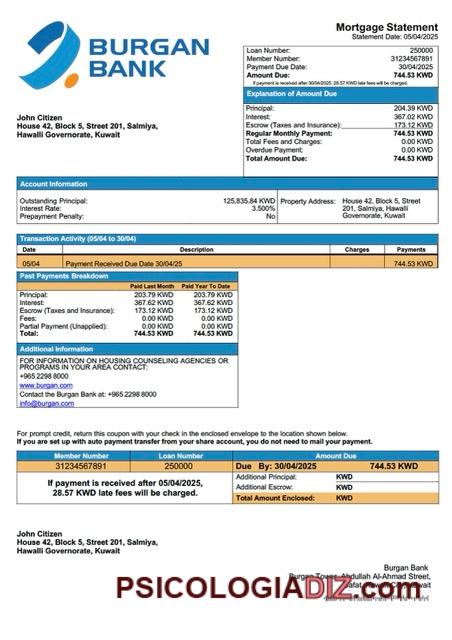 BURGAN
BANK
Mortgage Statement
Statement Date: 05/04/2025
Loan Number: 250000
Member Number: 31234567891
Payment Due Date: 30/04/2025
Amount Due: 744.53 KWD
If payment is received after 30/04/2025, 28.57 KWD late fees will be charged.
Explanation of Amount Due
Principal: 204.39 KWD
Interest: 367.02 KWD
Escrow (Taxes and Insurance): 173.12 KWD
Regular Monthly Payment: 744.53 KWD
Total Fees and Charges: 0.00 KWD
Overdue Payment: 0.00 KWD
Total Amount Due: 744.53 KWD
John Citizen
House 42, Block 5, Street 201, Salmiya,
Hawalli Governorate, Kuwait
Account Information
Outstanding Principal: 125,835.84 KWD
Interest Rate: 3.500%
Prepayment Penalty: No
Property Address: House 42, Block 5, Street
201, Salmiya, Hawalli
Governorate, Kuwait
Transaction Activity (05/04 to 30/04)
Date Description Charges Payments
05/04 Payment Received Due Date 30/04/25 744.53 KWD
Past Payments Breakdown
Paid Last Month Paid Year To Date
Principal: 203.79 KWD 203.79 KWD
Interest: 367.62 KWD 367.62 KWD
Escrow (Taxes and Insurance): 173.12 KWD 173.12 KWD
Fees: 0.00 KWD 0.00 KWD
Partial Payment (Unapplied): 0.00 KWD 0.00 KWD
Total: 744.53 KWD 744.53 KWD
Additional Information
FOR INFORMATION ON HOUSING COUNSELING AGENCIES OR
PROGRAMS IN YOUR AREA CONTACT:
+965 2298 8000
www.burgan.com
Contact the Burgan Bank at: +965 2298 8000
info@burgan.com
For prompt credit, return this coupon with your check in the enclosed envelope to the location shown below.
If you are set up with auto payment transfer from your share account, you do not need to mail your payment.
Member Number Loan Number Amount Due
31234567891 250000 Due By: 30/04/2025 744.53 KWD
If payment is received after 05/04/2025,
28.57 KWD late fees will be charged.
Additional Principal: KWD
Additional Escrow: KWD
Total Amount Enclosed: KWD
John Citizen
House 42, Block 5, Street 201, Salmiya,
Hawalli Governorate, Kuwait
Burgan Bank
Burgan Tower, Abdullah Al-Ahmad Street,
PSICOLOGIADIZ.com